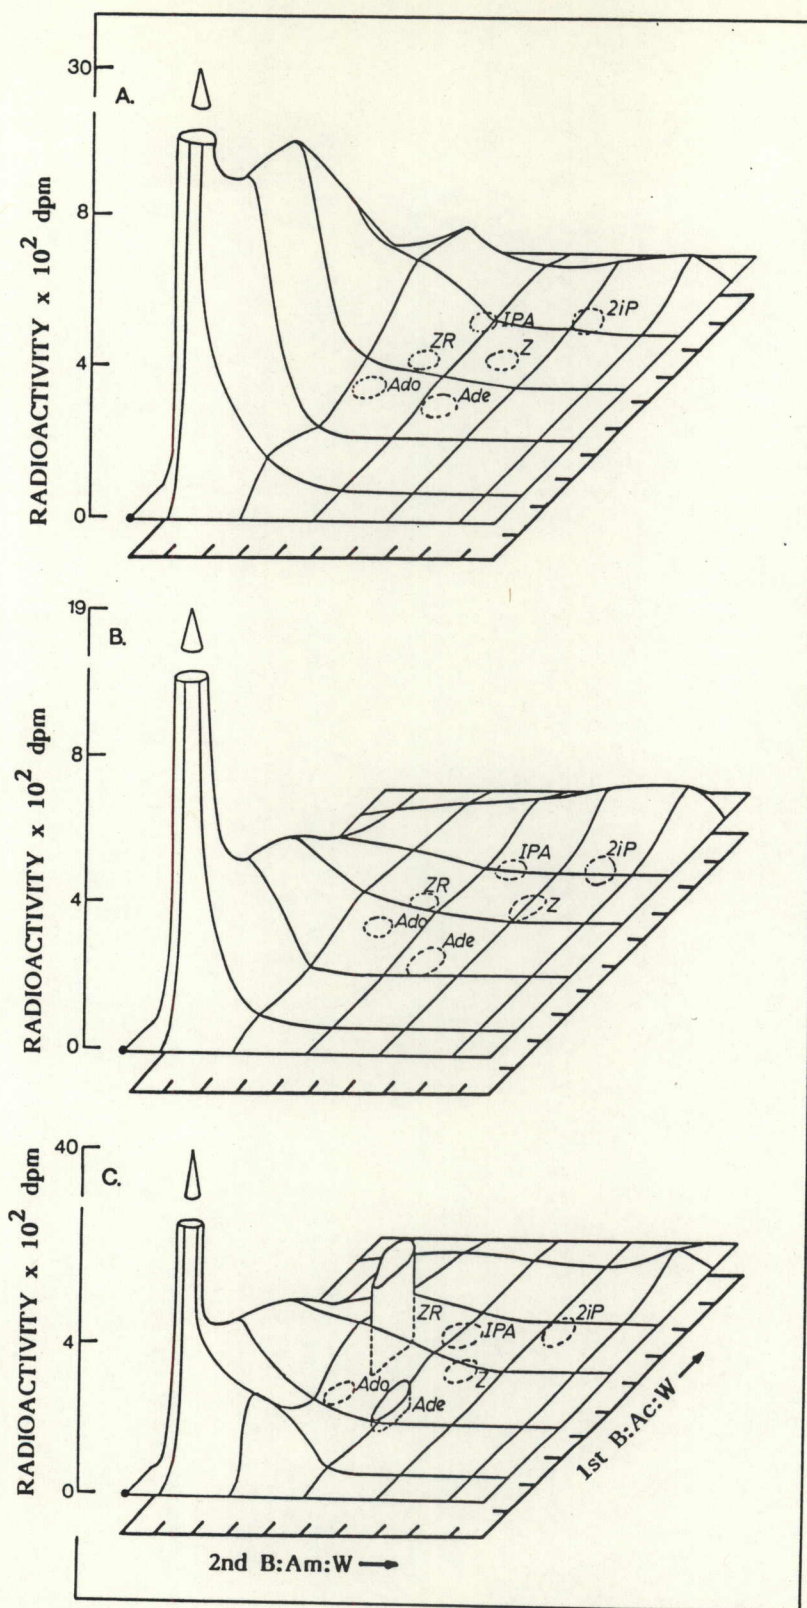 30
A.
8
4
0
RADIOACTIVITY x 10² dpm
IPA
2iP
ZR
Z
Ado
Ade
19
B.
8
4
0
RADIOACTIVITY x 10² dpm
IPA
2iP
ZR
Z
Ado
Ade
40
C.
4
0
RADIOACTIVITY x 10² dpm
ZR
IPA
2iP
Ado
Z
Ade
1st B:Ac:W
2nd B:Am:W